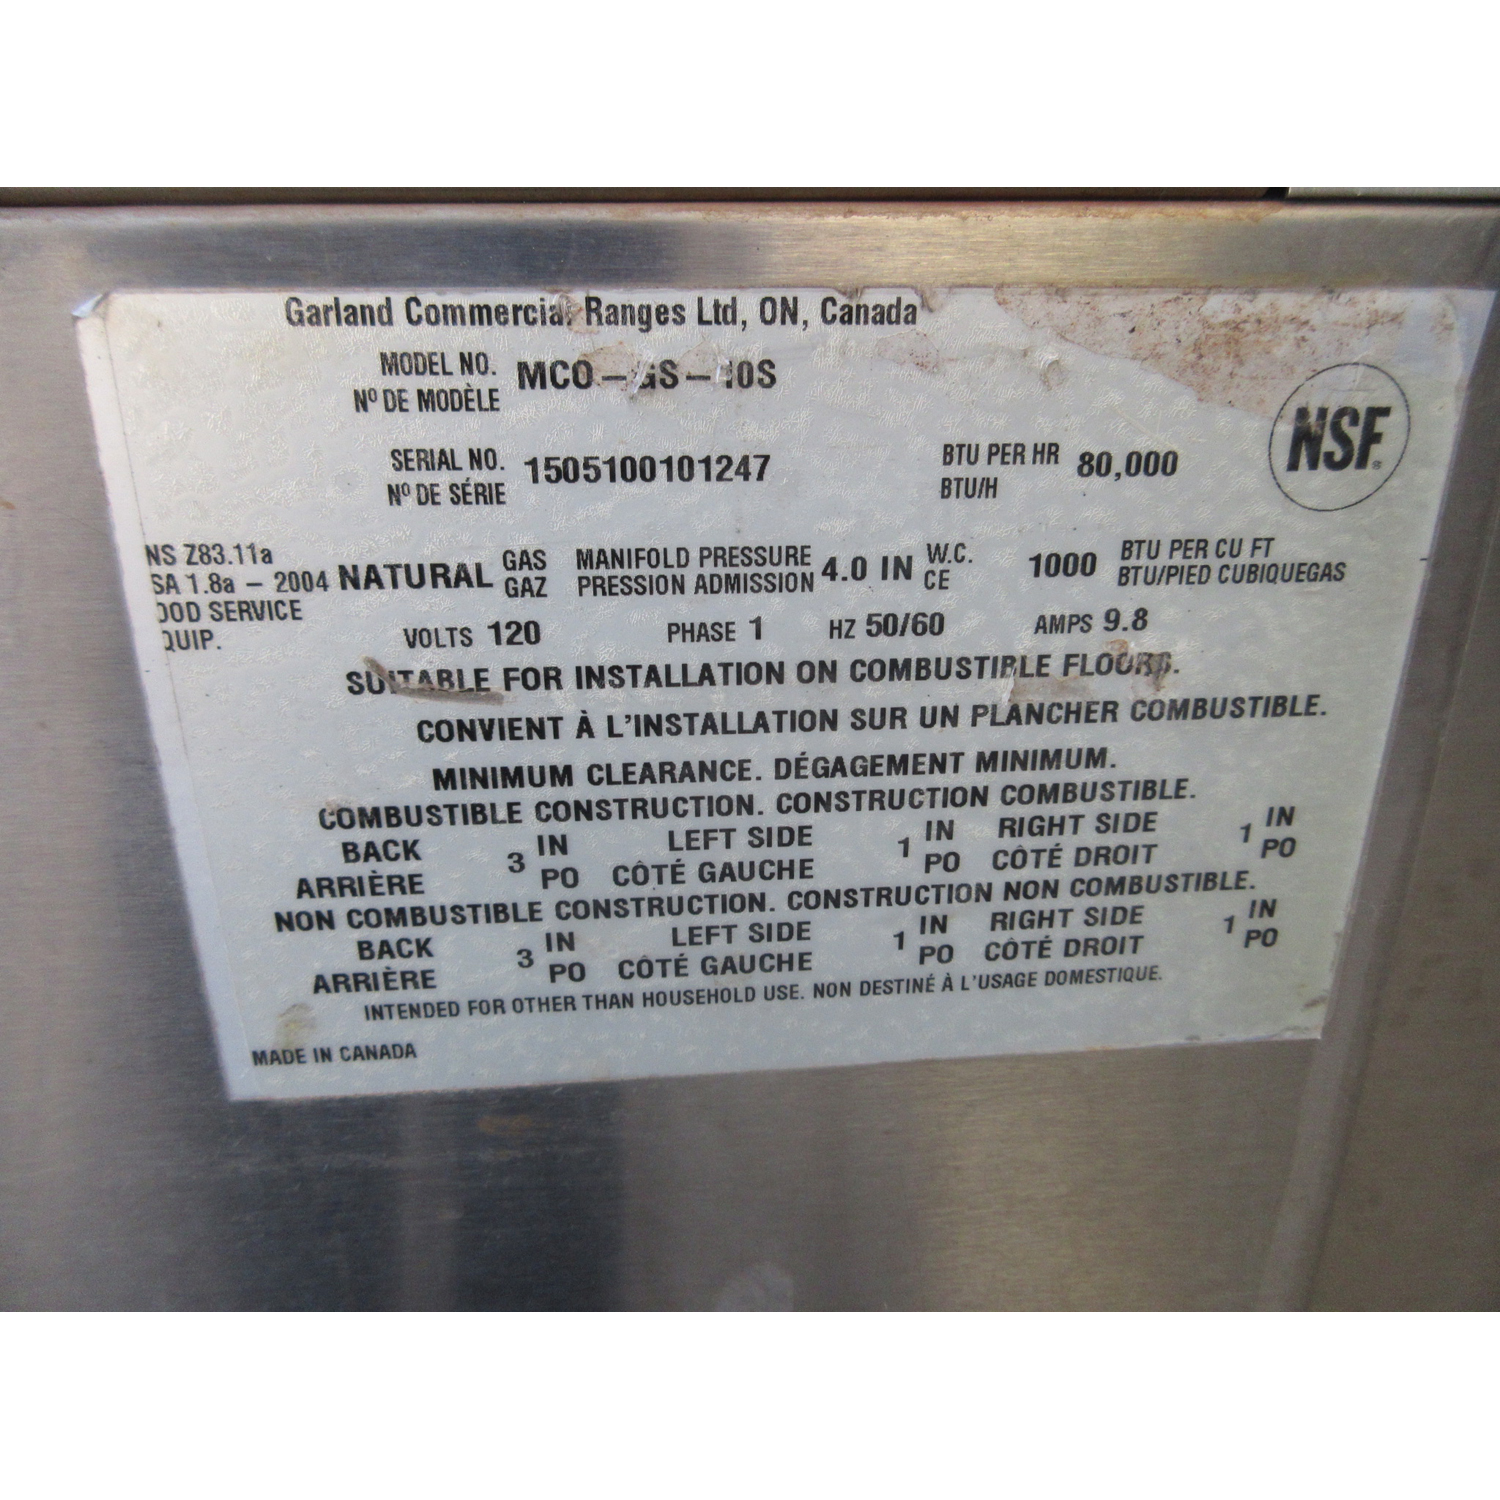 Garland Commercial Ranges Ltd, ON, Canada
MODEL NO. MCO-GS-10S
Nº DE MODÈLE
SERIAL NO. 1505100101247
Nº DE SÉRIE
BTU PER HR 80,000
BTU/H
NSF®
NS Z83.11a
SA 1.8a - 2004
OOD SERVICE
QUIP.
NATURAL GAS
GAZ
MANIFOLD PRESSURE 4.0 IN W.C.
PRESSION ADMISSION CE
1000 BTU PER CU FT
BTU/PIED CUBIQUEGAS
VOLTS 120 PHASE 1 HZ 50/60 AMPS 9.8
SUITABLE FOR INSTALLATION ON COMBUSTIBLE FLOORS.
CONVIENT À L'INSTALLATION SUR UN PLANCHER COMBUSTIBLE.
MINIMUM CLEARANCE. DÉGAGEMENT MINIMUM.
COMBUSTIBLE CONSTRUCTION. CONSTRUCTION COMBUSTIBLE.
BACK 3 IN LEFT SIDE 1 IN RIGHT SIDE 1 IN
ARRIÈRE PO CÔTÉ GAUCHE PO CÔTÉ DROIT PO
NON COMBUSTIBLE CONSTRUCTION. CONSTRUCTION NON COMBUSTIBLE.
BACK 3 IN LEFT SIDE 1 IN RIGHT SIDE 1 IN
ARRIÈRE PO CÔTÉ GAUCHE PO CÔTÉ DROIT PO
INTENDED FOR OTHER THAN HOUSEHOLD USE. NON DESTINÉ À L'USAGE DOMESTIQUE.
MADE IN CANADA